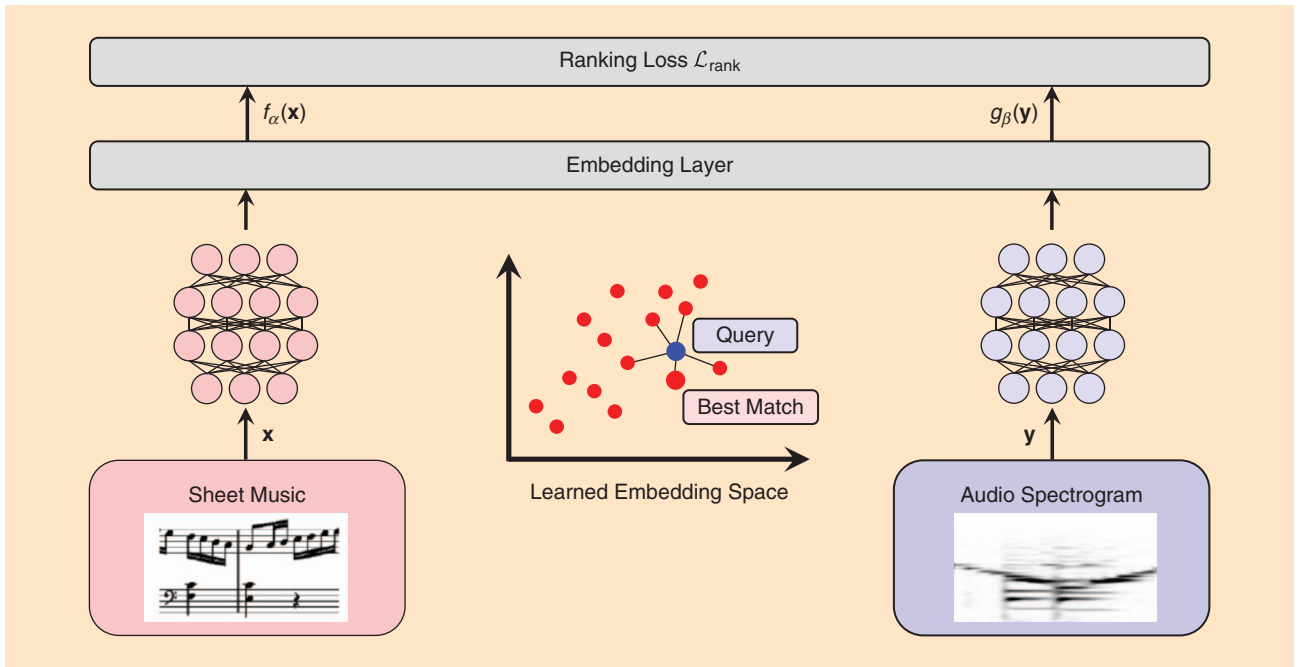 Ranking Loss ℒrank
fα(x)
gβ(y)
Embedding Layer
Query
Best Match
x
y
Learned Embedding Space
Sheet Music
Audio Spectrogram